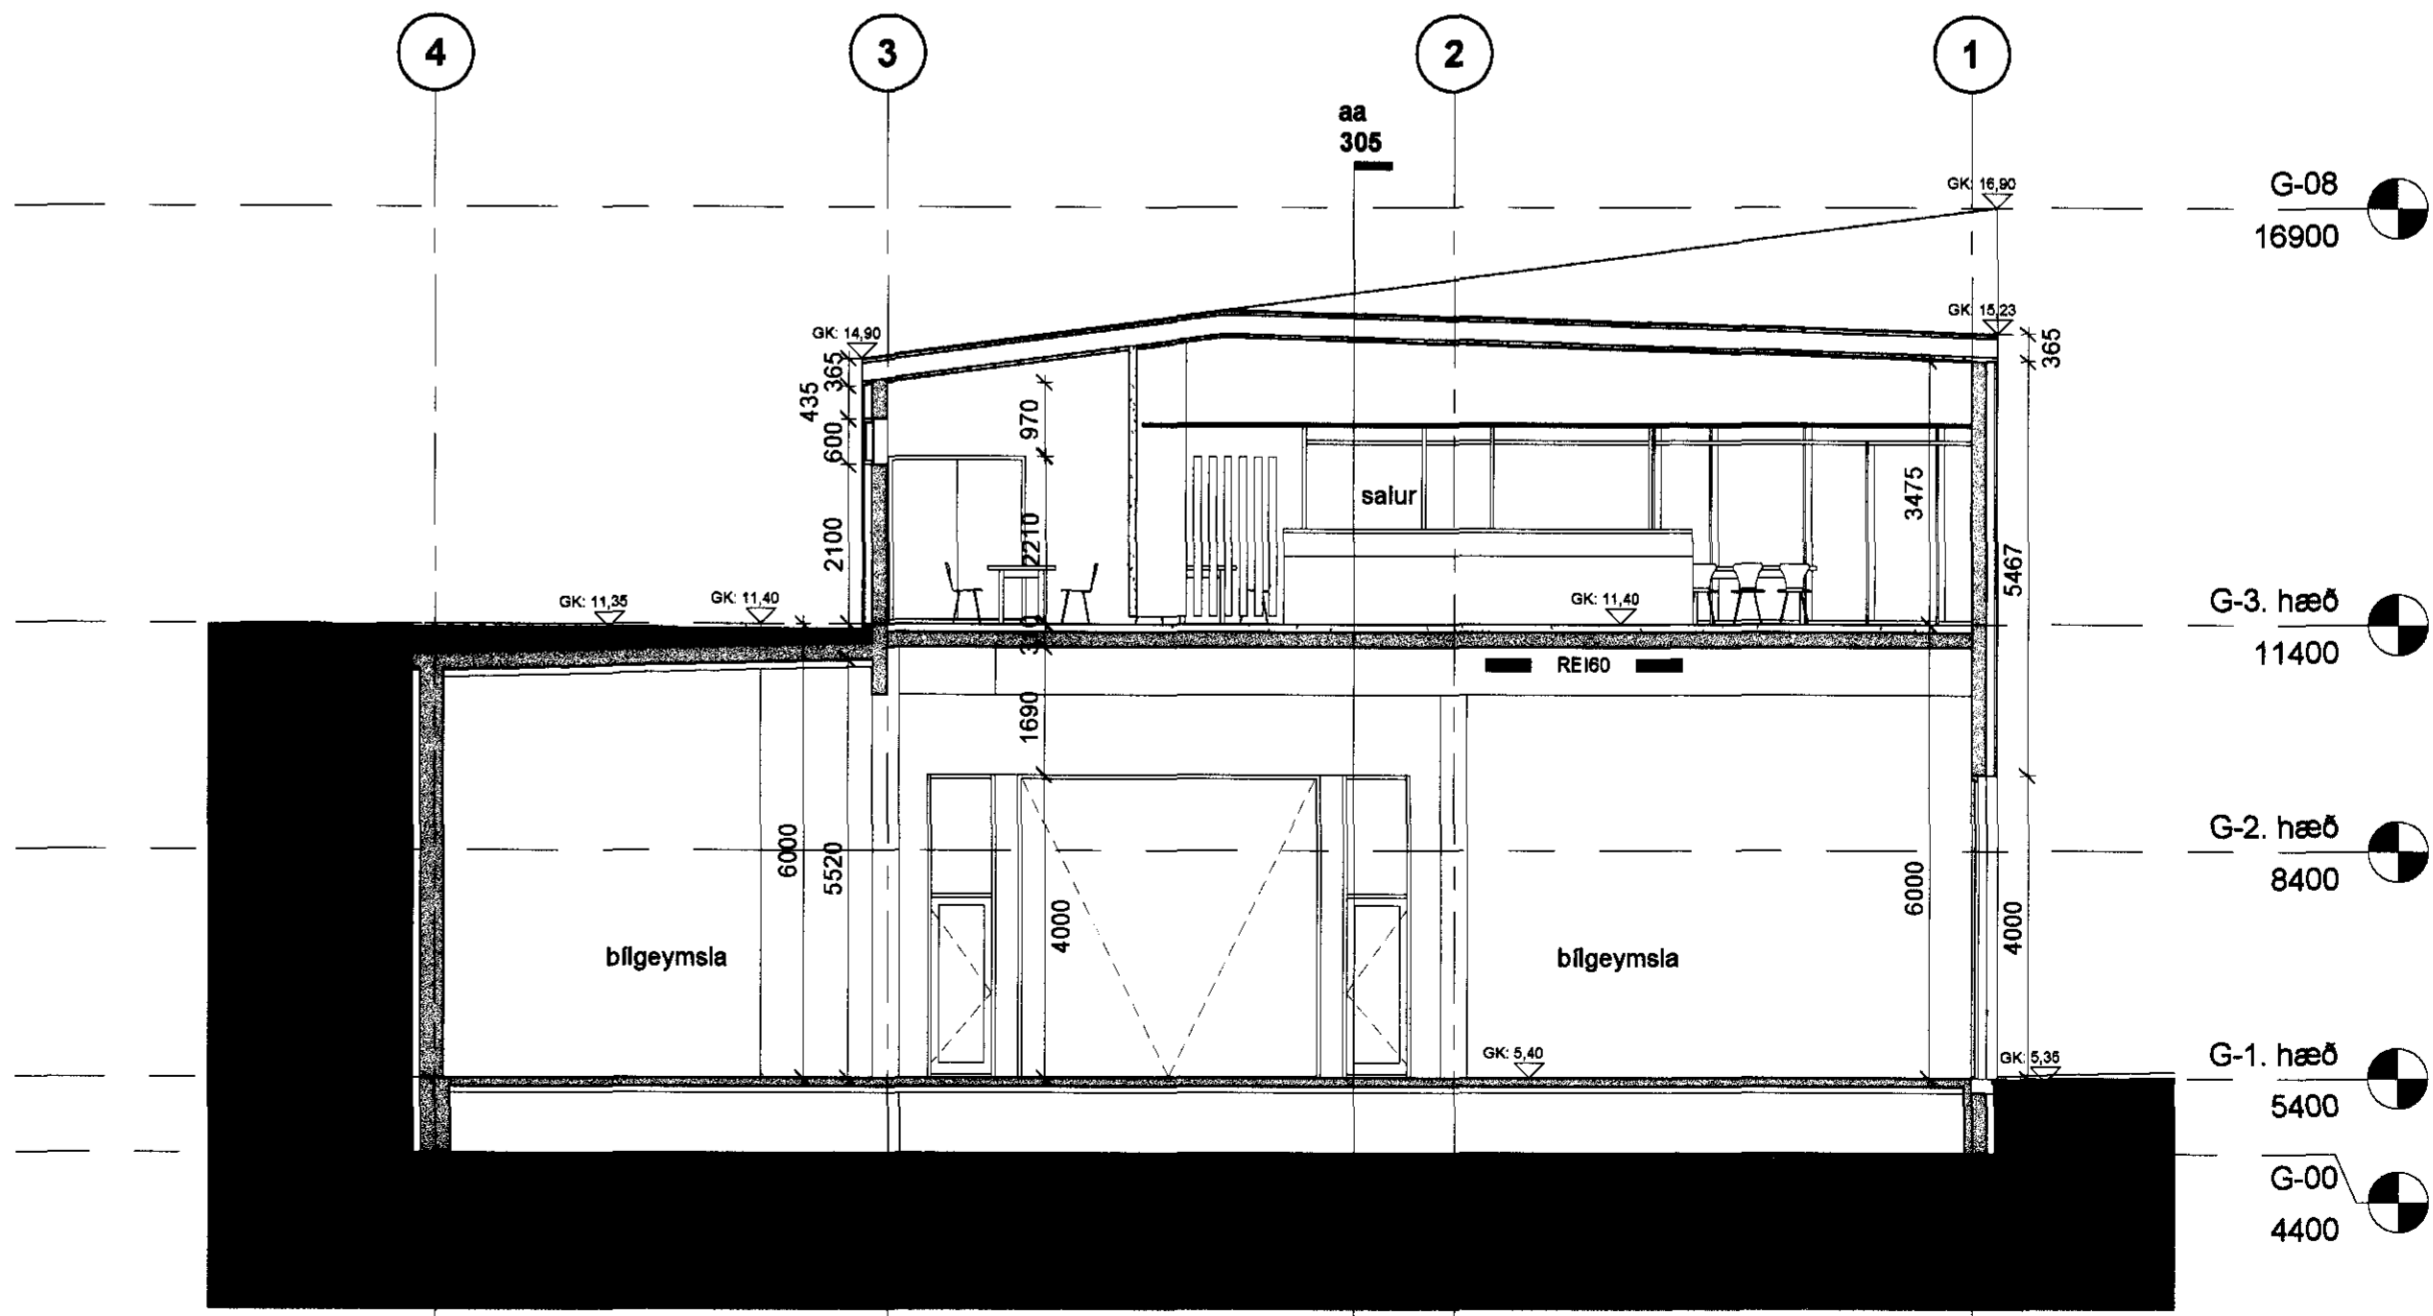 4
3
2
1
aa
305
GK: 16,90
G-08
16900
GK: 15,23
GK: 14,90
365
365
435
600
970
2100
2210
salur
3475
5467
GK: 11,35
GK: 11,40
GK: 11,40
G-3. hæð
11400
REI60
1690
6000
5520
4000
6000
4000
G-2. hæð
8400
bílgeymsla
bílgeymsla
GK: 5,40
GK: 5,35
G-1. hæð
5400
G-00
4400